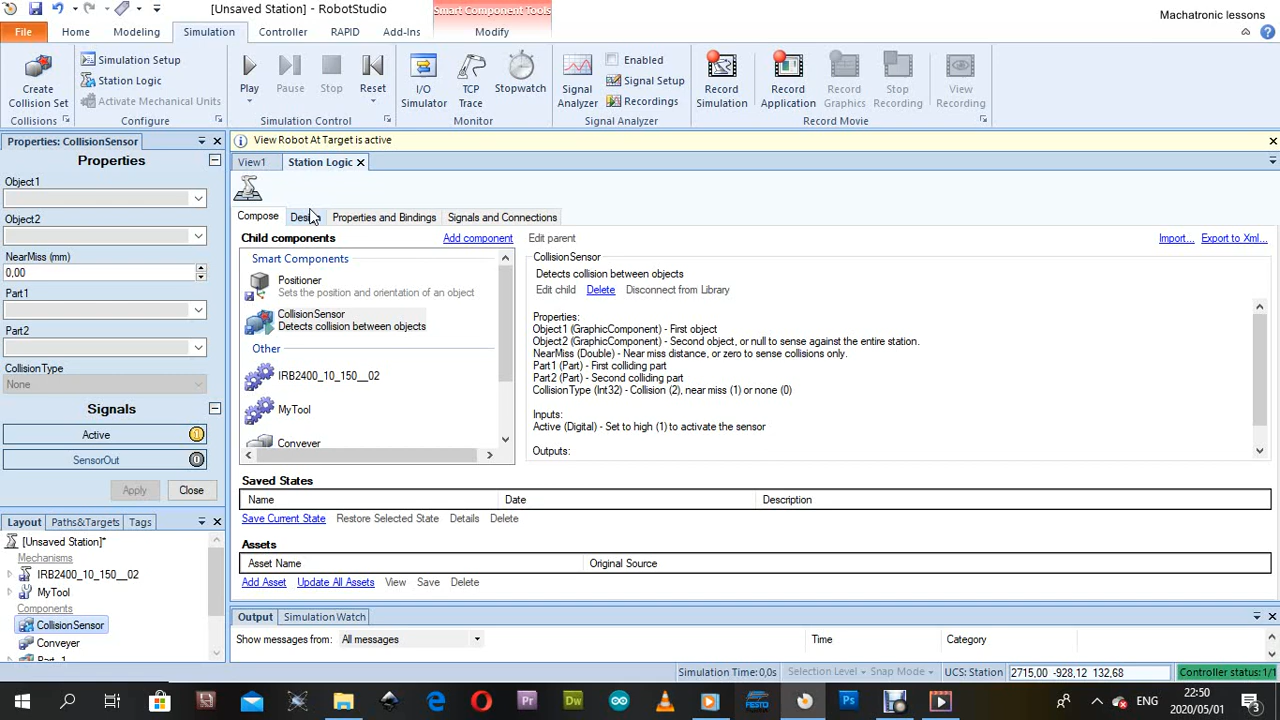 [Unsaved Station] - RobotStudio
Smart Component Tools
Machatronic lessons
File
Home
Modeling
Simulation
Controller
RAPID
Add-Ins
Modify
Create Collision Set
Collisions
Simulation Setup
Station Logic
Activate Mechanical Units
Configure
Play
Pause
Stop
Reset
Simulation Control
I/O Simulator
TCP Trace
Stopwatch
Monitor
Signal Analyzer
Enabled
Signal Setup
Recordings
Signal Analyzer
Record Simulation
Record Application
Record Graphics
Stop Recording
View Recording
Record Movie
Properties: CollisionSensor
Properties
Object1
Object2
NearMiss (mm)
0,00
Part1
Part2
CollisionType
None
Signals
Active
SensorOut
Apply
Close
Layout
Paths&Targets
Tags
[Unsaved Station]*
Mechanisms
IRB2400_10_150__02
MyTool
Components
CollisionSensor
Conveyer
Part_1
View Robot At Target is active
View1
Station Logic
Compose
Properties and Bindings
Signals and Connections
Child components
Add component
Edit parent
Import...
Export to Xml...
Smart Components
Positioner
Sets the position and orientation of an object
CollisionSensor
Detects collision between objects
Other
IRB2400_10_150__02
MyTool
Conveyer
CollisionSensor
Detects collision between objects
Edit child
Delete
Disconnect from Library
Properties:
Object1 (GraphicComponent) - First object
Object2 (GraphicComponent) - Second object, or null to sense against the entire station.
NearMiss (Double) - Near miss distance, or zero to sense collisions only.
Part1 (Part) - First colliding part
Part2 (Part) - Second colliding part
CollisionType (Int32) - Collision (2), near miss (1) or none (0)
Inputs:
Active (Digital) - Set to high (1) to activate the sensor
Outputs:
Saved States
Name
Date
Description
Save Current State
Restore Selected State
Details
Delete
Assets
Asset Name
Original Source
Add Asset
Update All Assets
View
Save
Delete
Output
Simulation Watch
Show messages from:
All messages
Time
Category
Simulation Time: 0,0s
Selection Level
Snap Mode
UCS: Station
2715,00 -928,12 132,68
Controller status: 1/1
Pr
Dw
FESTO
Ps
ENG
22:50
2020/05/01
3